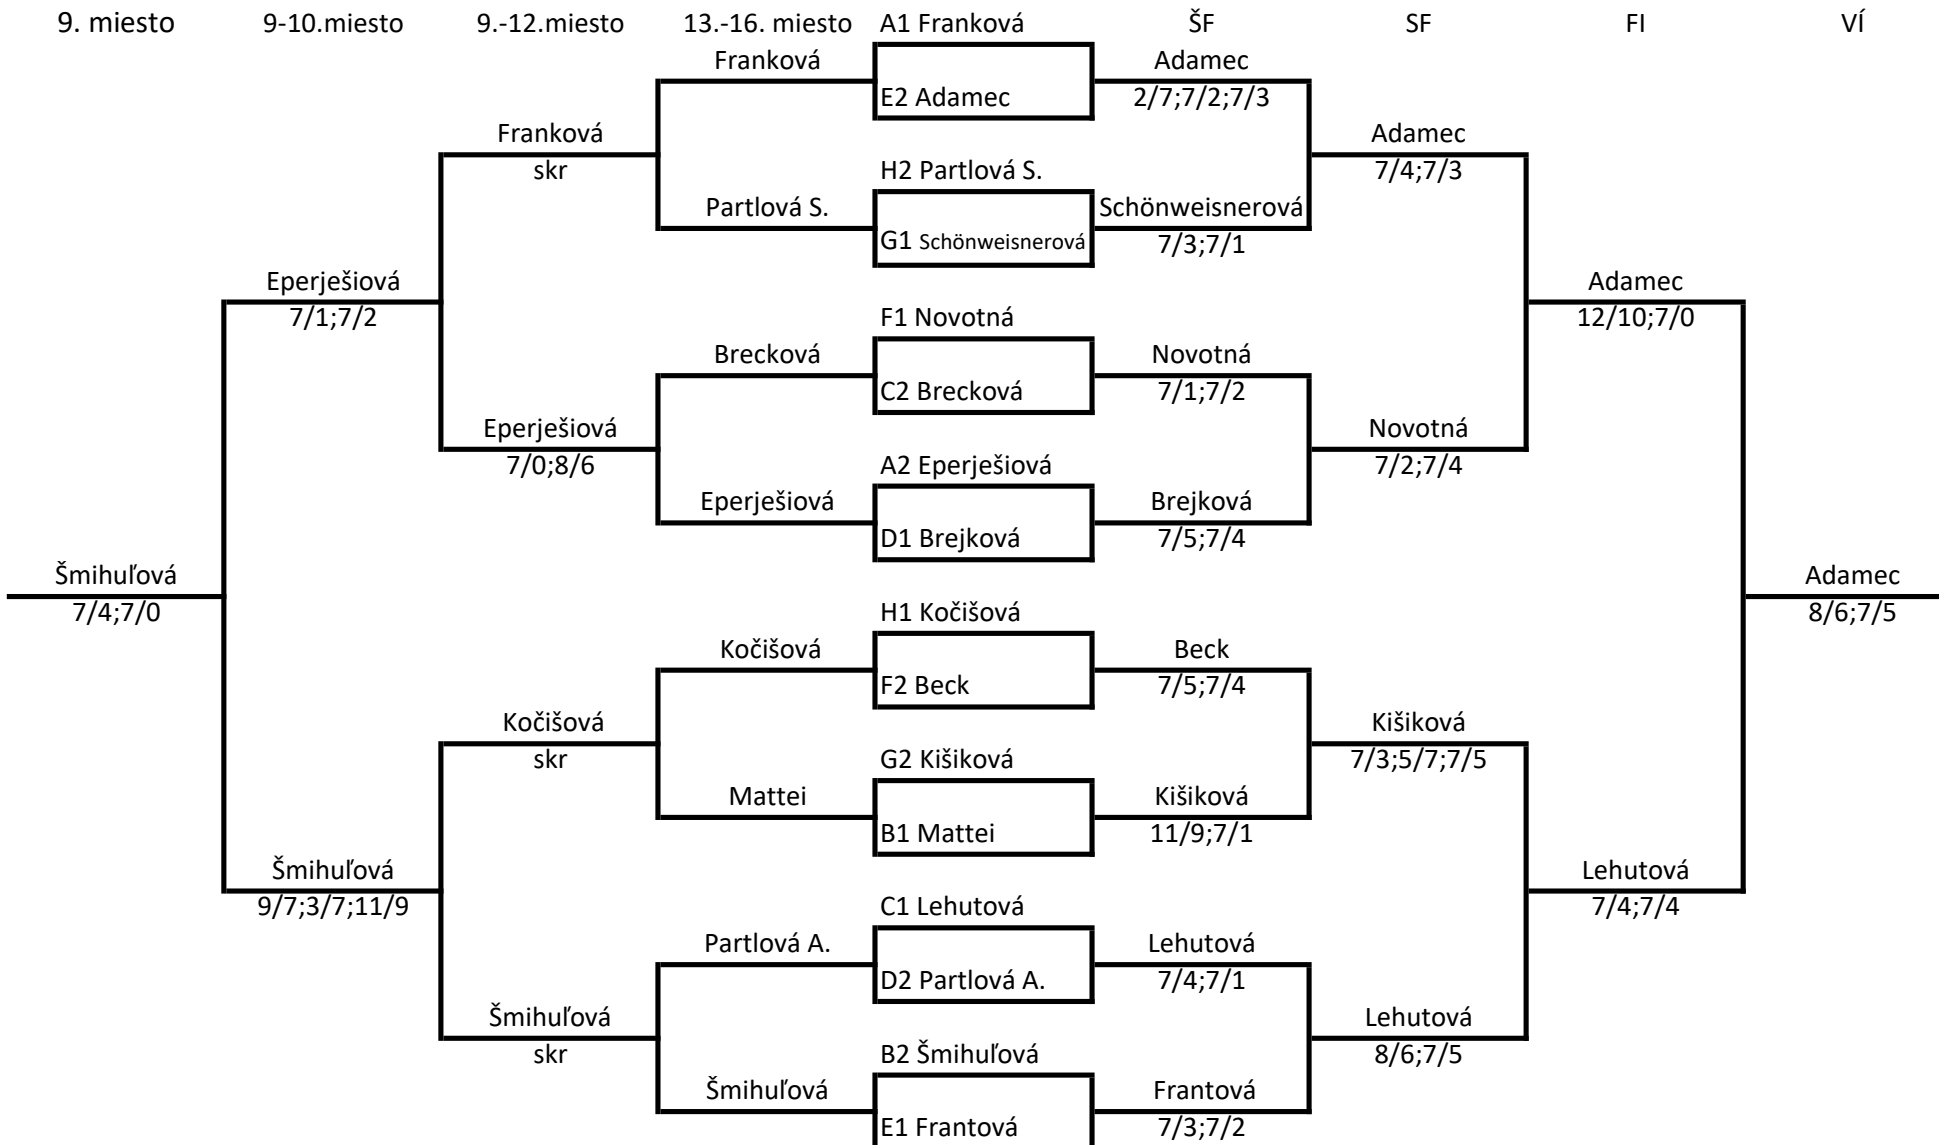 9. miesto 9-10.miesto 9.-12.miesto 13.-16. miesto A1 Franková ŠF SF FI VÍ
Franková Adamec
E2 Adamec 2/7;7/2;7/3
Franková Adamec
skr H2 Partlová S. 7/4;7/3
Partlová S. Schönweisnerová
G1 Schönweisnerová 7/3;7/1
Eperješiová Adamec
7/1;7/2 F1 Novotná 12/10;7/0
Brecková Novotná
C2 Brecková 7/1;7/2
Eperješiová Novotná
7/0;8/6 A2 Eperješiová 7/2;7/4
Eperješiová Brejková
D1 Brejková 7/5;7/4
Šmihuľová Adamec
7/4;7/0 H1 Kočišová 8/6;7/5
Kočišová Beck
F2 Beck 7/5;7/4
Kočišová Kišiková
skr G2 Kišiková 7/3;5/7;7/5
Mattei Kišiková
B1 Mattei 11/9;7/1
Šmihuľová Lehutová
9/7;3/7;11/9 C1 Lehutová 7/4;7/4
Partlová A. Lehutová
D2 Partlová A. 7/4;7/1
Šmihuľová Lehutová
skr B2 Šmihuľová 8/6;7/5
Šmihuľová Frantová
E1 Frantová 7/3;7/2